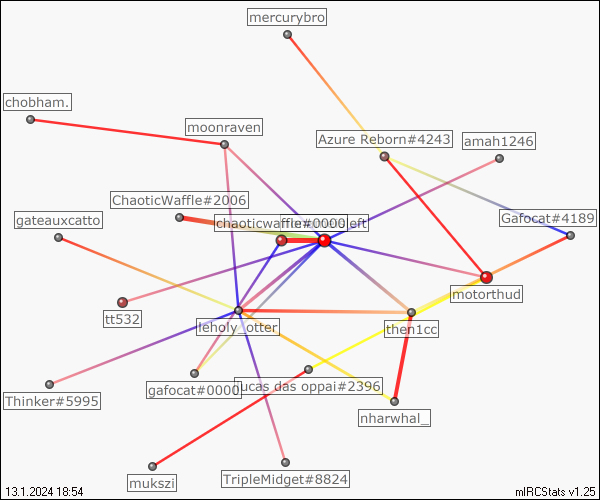 mercurybro
chobham.
moonraven
Azure Reborn#4243
amah1246
ChaoticWaffle#2006
gateauxcatto
chaoticwaffle#0000
eft
Gafocat#4189
motorthud
tt532
leholy_otter
then1cc
Thinker#5995
gafocat#0000
lucas das oppai#2396
nharwhal_
mukszi
TripleMidget#8824
13.1.2024 18:54
mIRCStats v1.25